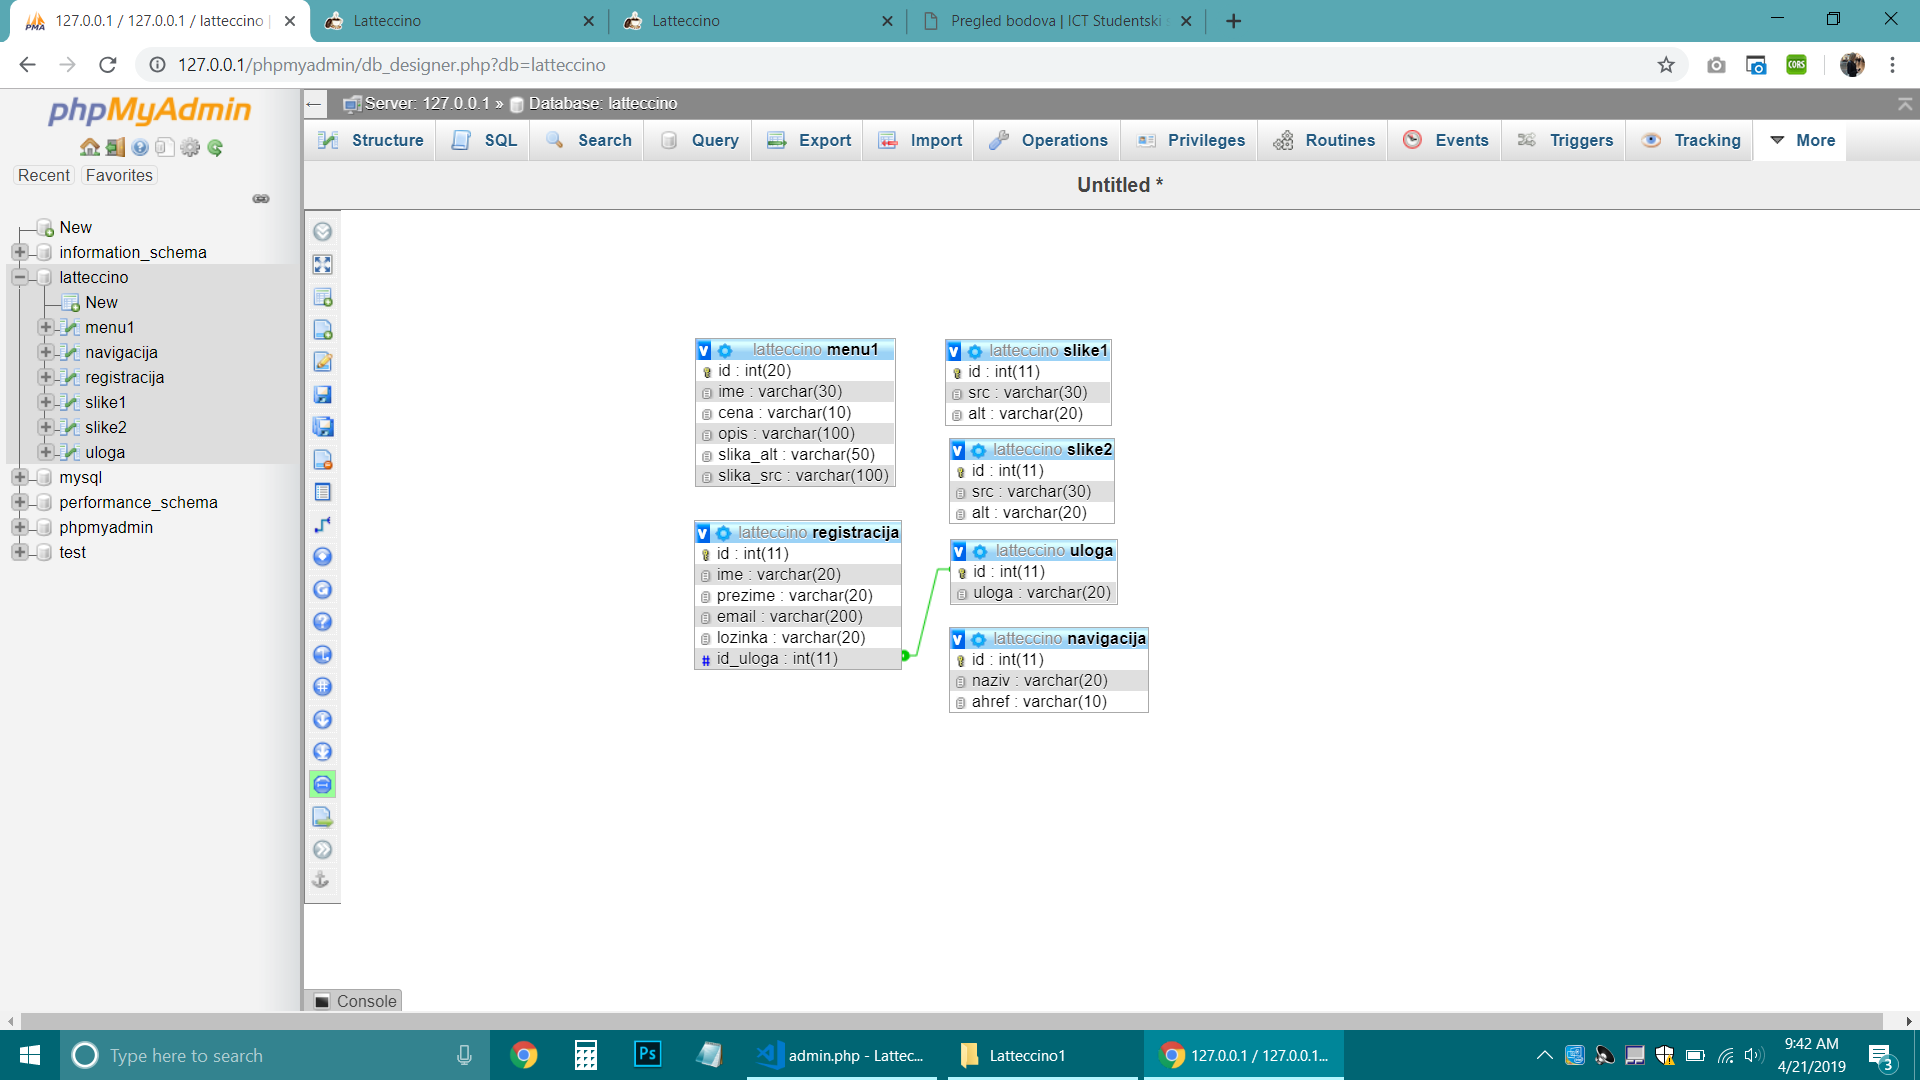 127.0.0.1 / 127.0.0.1 / latteccino |
Latteccino
Latteccino
Pregled bodova | ICT Studentski
127.0.0.1/phpmyadmin/db_designer.php?db=latteccino
CORS
phpMyAdmin
Recent
Favorites
New
information_schema
latteccino
New
menu1
navigacija
registracija
slike1
slike2
uloga
mysql
performance_schema
phpmyadmin
test
Server: 127.0.0.1 » Database: latteccino
Structure
SQL
Search
Query
Export
Import
Operations
Privileges
Routines
Events
Triggers
Tracking
More
Untitled *
v latteccino menu1
id : int(20)
ime : varchar(30)
cena : varchar(10)
opis : varchar(100)
slika_alt : varchar(50)
slika_src : varchar(100)
v latteccino slike1
id : int(11)
src : varchar(30)
alt : varchar(20)
v latteccino slike2
id : int(11)
src : varchar(30)
alt : varchar(20)
v latteccino registracija
id : int(11)
ime : varchar(20)
prezime : varchar(20)
email : varchar(200)
lozinka : varchar(20)
# id_uloga : int(11)
v latteccino uloga
id : int(11)
uloga : varchar(20)
v latteccino navigacija
id : int(11)
naziv : varchar(20)
ahref : varchar(10)
Console
Type here to search
Ps
admin.php - Lattec...
Latteccino1
127.0.0.1 / 127.0.0.1...
9:42 AM
4/21/2019
3